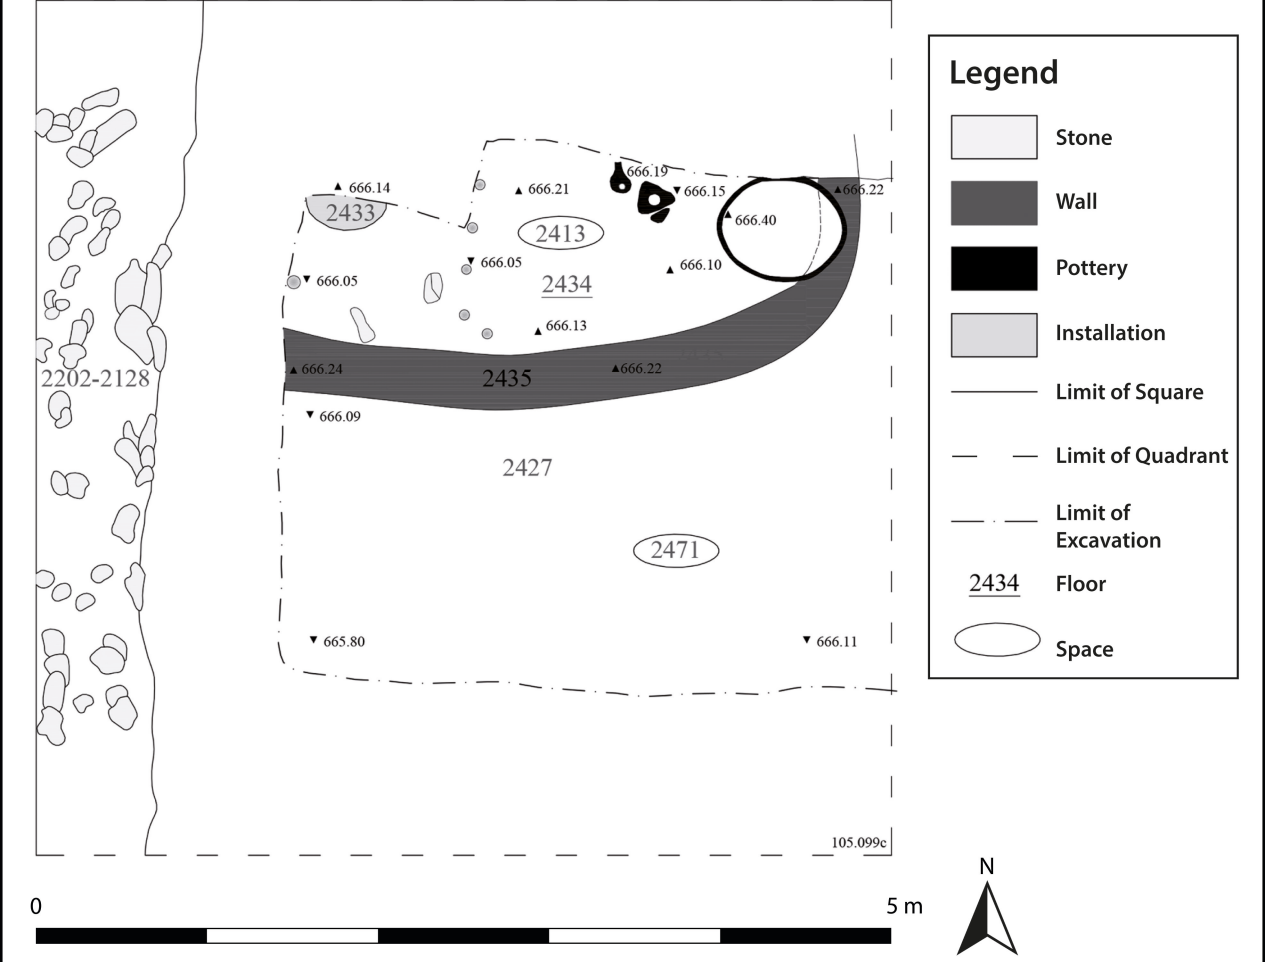 Legend
Stone
Wall
Pottery
Installation
Limit of Square
Limit of Quadrant
Limit of
Excavation
2434 Floor
Space
666.14
2433
666.21
666.19
666.15
666.22
666.40
2413
666.05
666.05
2434
666.10
666.13
666.24
2435
666.22
2202-2128
666.09
2427
2471
665.80
666.11
105.099c
N
0
5 m